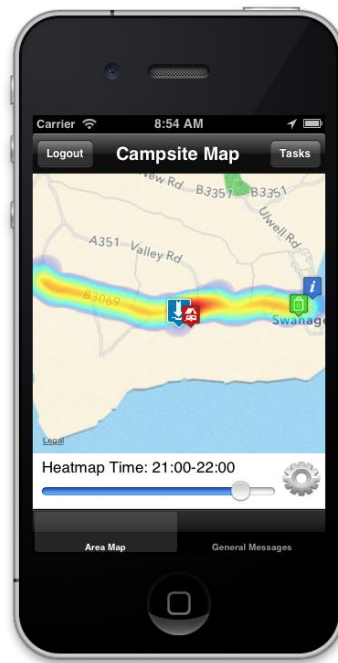 Carrier 8:54 AM
Logout Campsite Map Tasks
New Rd B3351 B3351
Ulwell Rd
A351 Valley Rd
B3069
i
Swanage
Legal
Heatmap Time: 21:00-22:00
Area Map General Messages